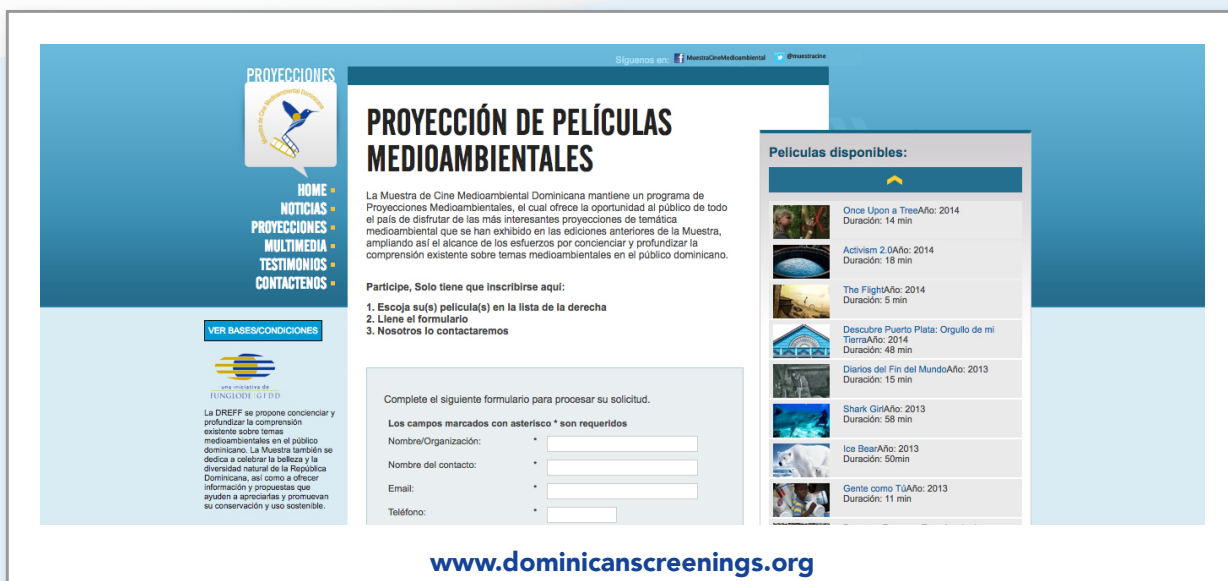 Síguenos en: MuestraCineMedioambiental @muestracine
PROYECCIONES
Muestra de Cine Medioambiental Dominicana
HOME
NOTICIAS
PROYECCIONES
MULTIMEDIA
TESTIMONIOS
CONTACTENOS
VER BASES/CONDICIONES
una iniciativa de
FUNGLODE GFDD
La DREFF se propone concienciar y
profundizar la comprensión
existente sobre temas
medioambientales en el público
dominicano. La Muestra también se
dedica a celebrar la belleza y la
diversidad natural de la República
Dominicana, así como a ofrecer
información y propuestas que
ayuden a apreciarlas y promuevan
su conservación y uso sostenible.
PROYECCIÓN DE PELÍCULAS
MEDIOAMBIENTALES
La Muestra de Cine Medioambiental Dominicana mantiene un programa de
Proyecciones Medioambientales, el cual ofrece la oportunidad al público de todo
el país de disfrutar de las más interesantes proyecciones de temática
medioambiental que se han exhibido en las ediciones anteriores de la Muestra,
ampliando así el alcance de los esfuerzos por concienciar y profundizar la
comprensión existente sobre temas medioambientales en el público dominicano.
Participe, Solo tiene que inscribirse aquí:
1. Escoja su(s) pelicula(s) en la lista de la derecha
2. Llene el formulario
3. Nosotros lo contactaremos
Complete el siguiente formulario para procesar su solicitud.
Los campos marcados con asterisco * son requeridos
Nombre/Organización: *
Nombre del contacto: *
Email: *
Teléfono: *
Peliculas disponibles:
Once Upon a TreeAño: 2014
Duración: 14 min
Activism 2.0Año: 2014
Duración: 18 min
The FlightAño: 2014
Duración: 5 min
Descubre Puerto Plata: Orgullo de mi
TierraAño: 2014
Duración: 48 min
Diarios del Fin del MundoAño: 2013
Duración: 15 min
Shark GirlAño: 2013
Duración: 58 min
Ice BearAño: 2013
Duración: 50min
Gente como TúAño: 2013
Duración: 11 min
www.dominicanscreenings.org